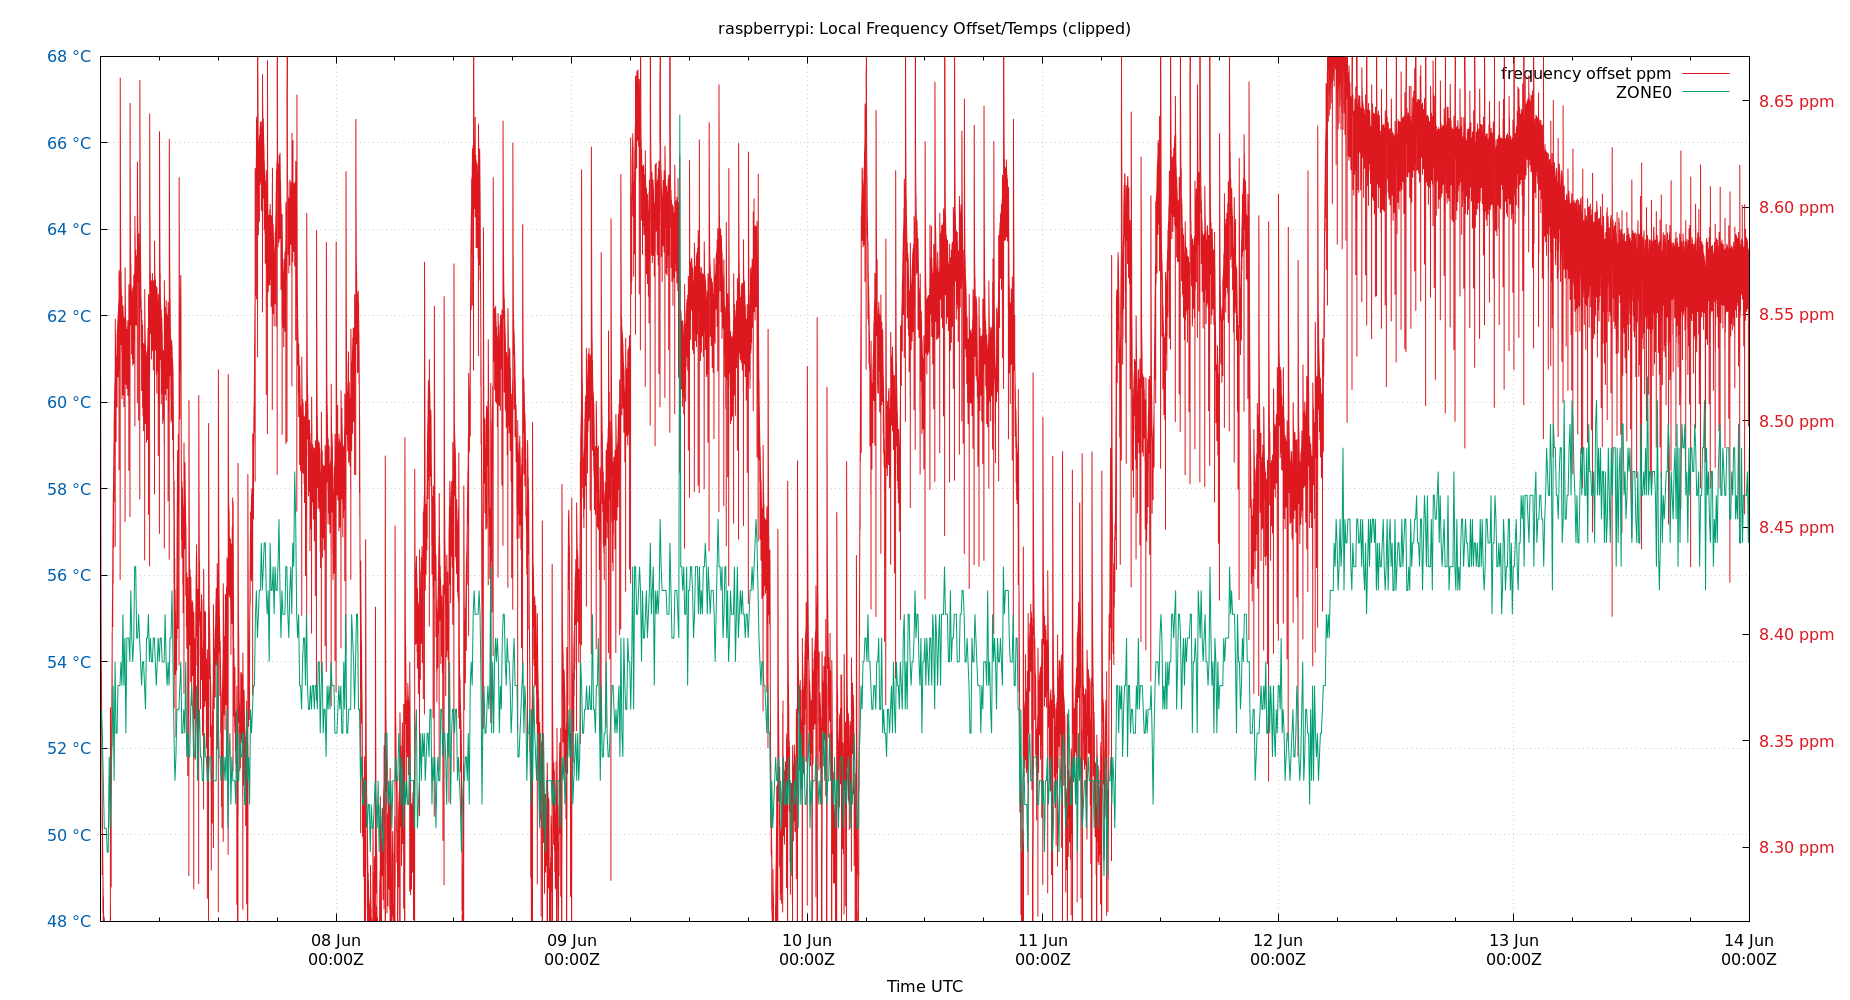 raspberrypi: Local Frequency Offset/Temps (clipped)
68 °C
66 °C
64 °C
62 °C
60 °C
58 °C
56 °C
54 °C
52 °C
50 °C
48 °C
frequency offset ppm
ZONE0
8.65 ppm
8.60 ppm
8.55 ppm
8.50 ppm
8.45 ppm
8.40 ppm
8.35 ppm
8.30 ppm
08 Jun
00:00Z
09 Jun
00:00Z
10 Jun
00:00Z
11 Jun
00:00Z
12 Jun
00:00Z
13 Jun
00:00Z
14 Jun
00:00Z
Time UTC